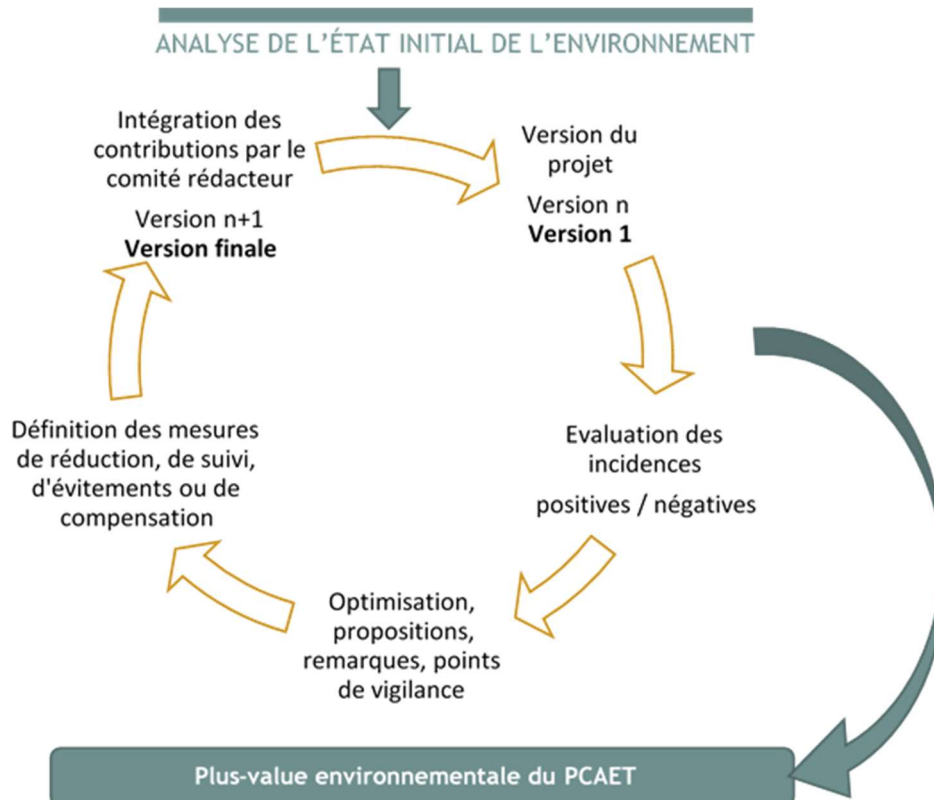 ANALYSE DE L'ÉTAT INITIAL DE L'ENVIRONNEMENT
Intégration des
contributions par le
comité rédacteur
Version n+1
Version finale
Version du
projet
Version n
Version 1
Evaluation des
incidences
positives / négatives
Optimisation,
propositions,
remarques, points
de vigilance
Définition des mesures
de réduction, de suivi,
d'évitements ou de
compensation
Plus-value environnementale du PCAET